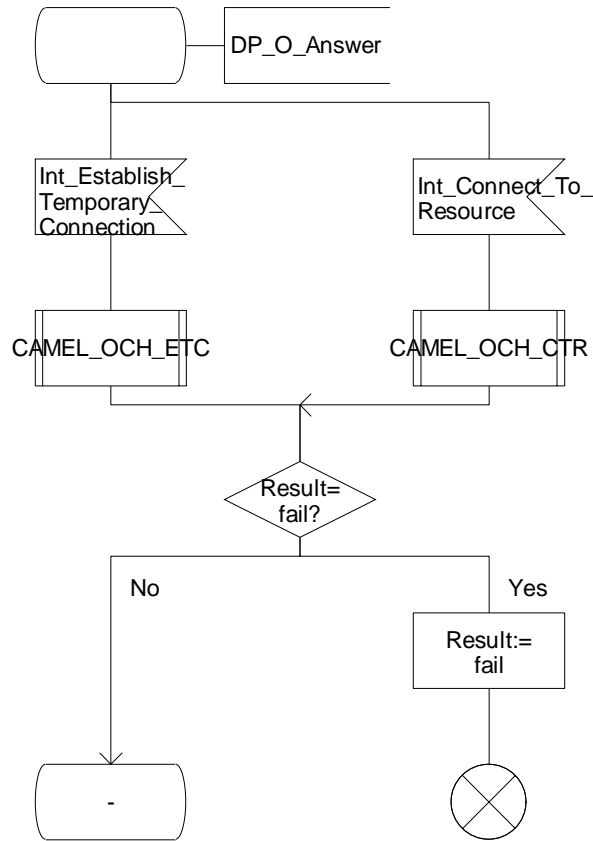 DP_O_Answer
Int_Establish_
Temporary_
Connection
Int_Connect_To_
Resource
CAMEL_OCH_ETC
CAMEL_OCH_CTR
Result=
fail?
No
Yes
Result:=
fail
-